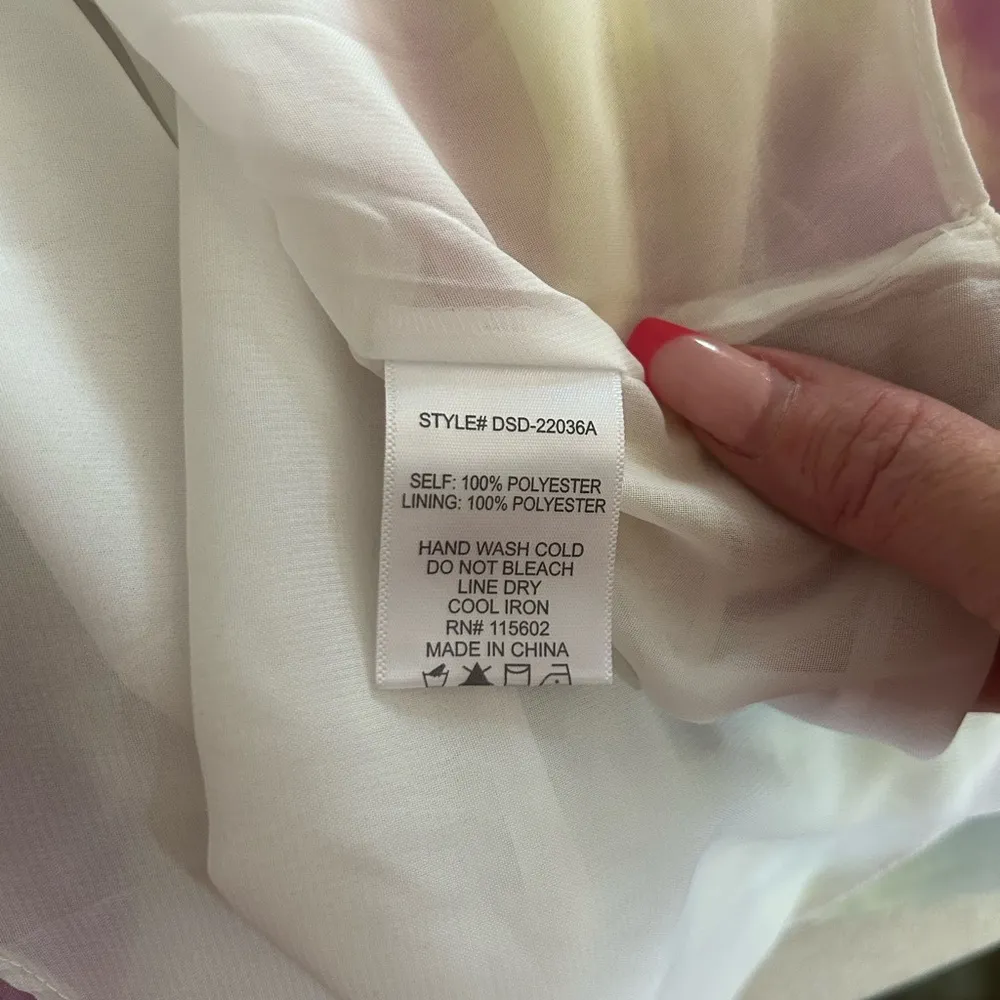 STYLE# DSD-22036A
SELF: 100% POLYESTER
LINING: 100% POLYESTER
HAND WASH COLD
DO NOT BLEACH
LINE DRY
COOL IRON
RN# 115602
MADE IN CHINA